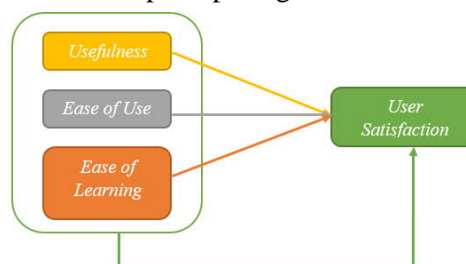 Usefulness
Ease of Use
Ease of
Learning
User
Satisfaction